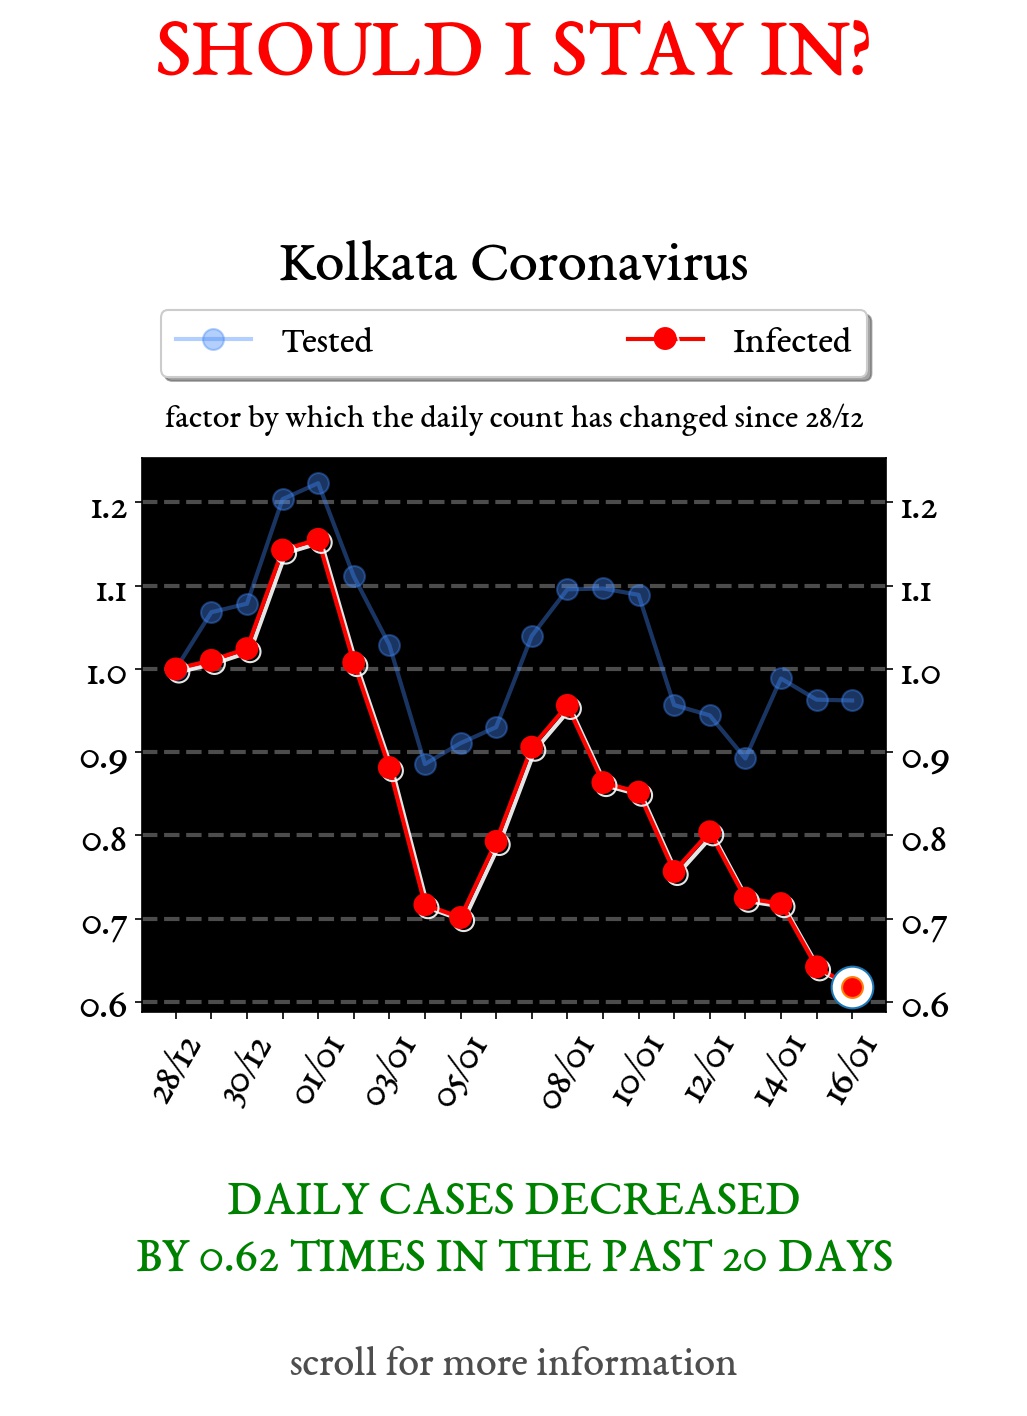 SHOULD I STAY IN?
Kolkata Coronavirus
Tested Infected
factor by which the daily count has changed since 28/12
1.2 1.2
1.1 1.1
1.0 1.0
0.9 0.9
0.8 0.8
0.7 0.7
0.6 0.6
28/12 30/12 01/01 03/01 05/01 08/01 10/01 12/01 14/01 16/01
DAILY CASES DECREASED
BY 0.62 TIMES IN THE PAST 20 DAYS
scroll for more information